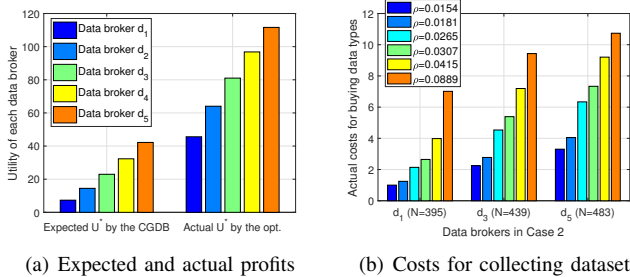 120
100
80
60
40
20
0
Utility of each data broker
Data broker d1
Data broker d2
Data broker d3
Data broker d4
Data broker d5
Expected U* by the CGDB
Actual U* by the opt.
(a) Expected and actual profits
12
10
8
6
4
2
0
Actual costs for buying data types
ρ=0.0154
ρ=0.0181
ρ=0.0265
ρ=0.0307
ρ=0.0415
ρ=0.0889
d1 (N=395)
d3 (N=439)
d5 (N=483)
Data brokers in Case 2
(b) Costs for collecting dataset